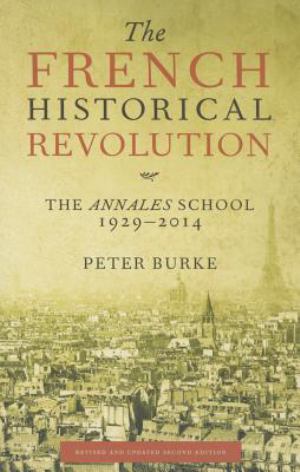 The
FRENCH
HISTORICAL
REVOLUTION
THE ANNALES SCHOOL
1929–2014
PETER BURKE
REVISED AND UPDATED SECOND EDITION